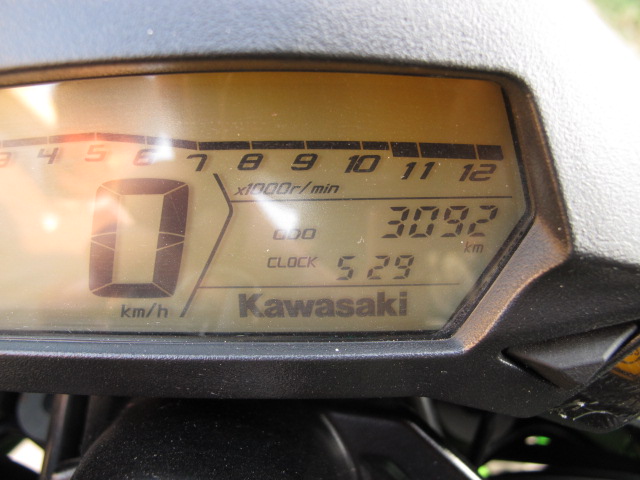 3 4 5 6 7 8 9 10 11 12
x1000r/min
0
km/h
ODO 3092 km
CLOCK 5 29
Kawasaki